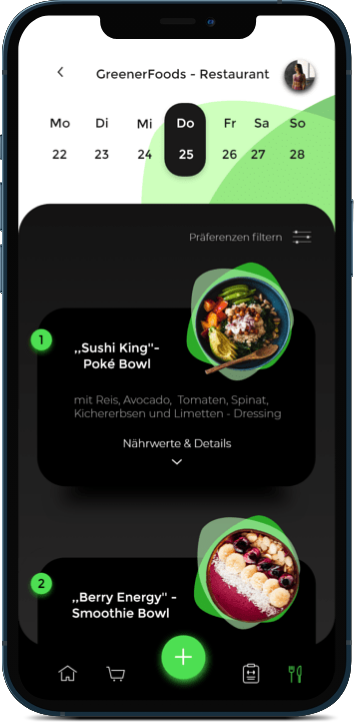 GreenerFoods - Restaurant
Mo Di Mi Do Fr Sa So
22 23 24 25 26 27 28
Präferenzen filtern
1
,,Sushi King"-
Poké Bowl
mit Reis, Avocado, Tomaten, Spinat,
Kichererbsen und Limetten - Dressing
Nährwerte & Details
2
,,Berry Energy" -
Smoothie Bowl